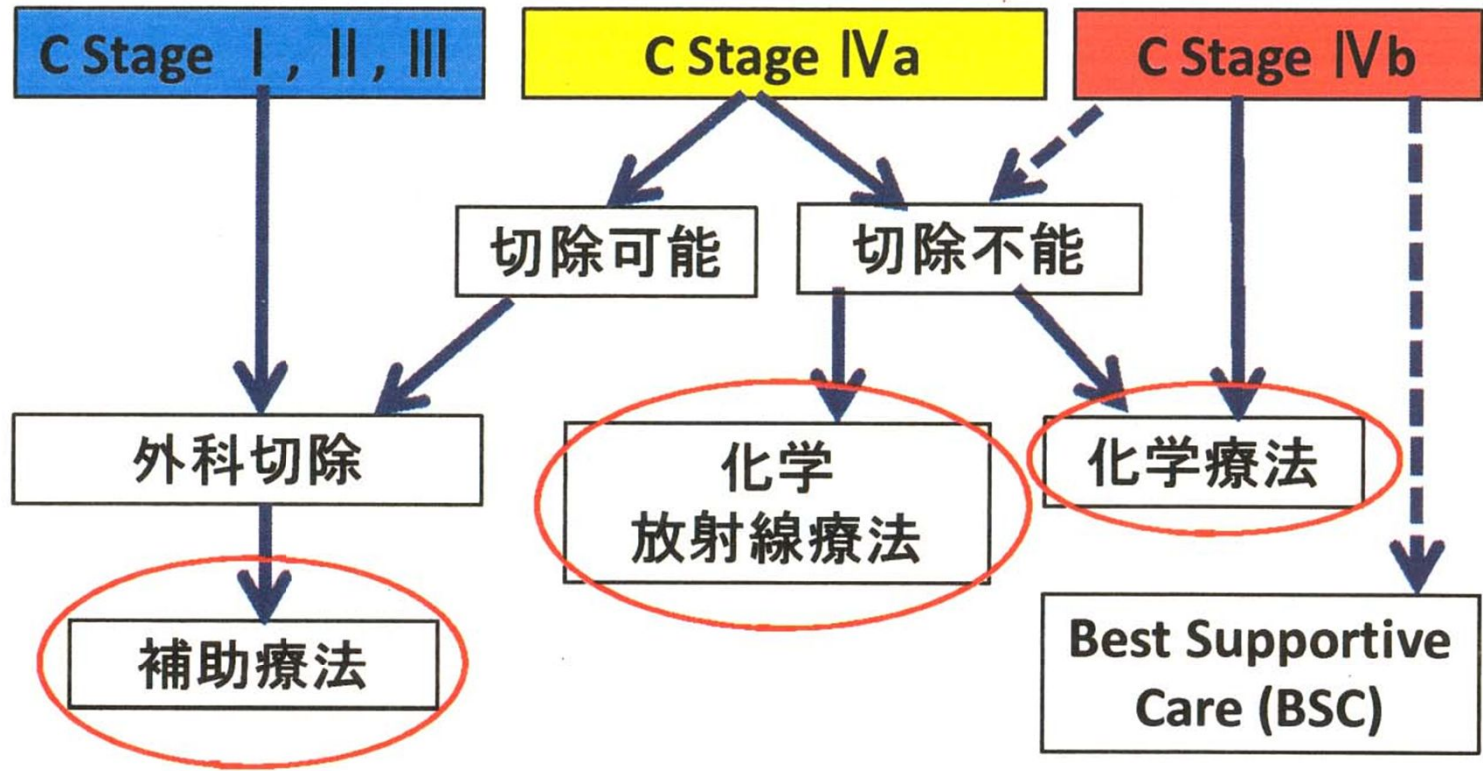 C Stage Ⅰ, Ⅱ, Ⅲ
C Stage Ⅳa
C Stage Ⅳb
切除可能
切除不能
外科切除
化学
放射線療法
化学療法
補助療法
Best Supportive
Care (BSC)